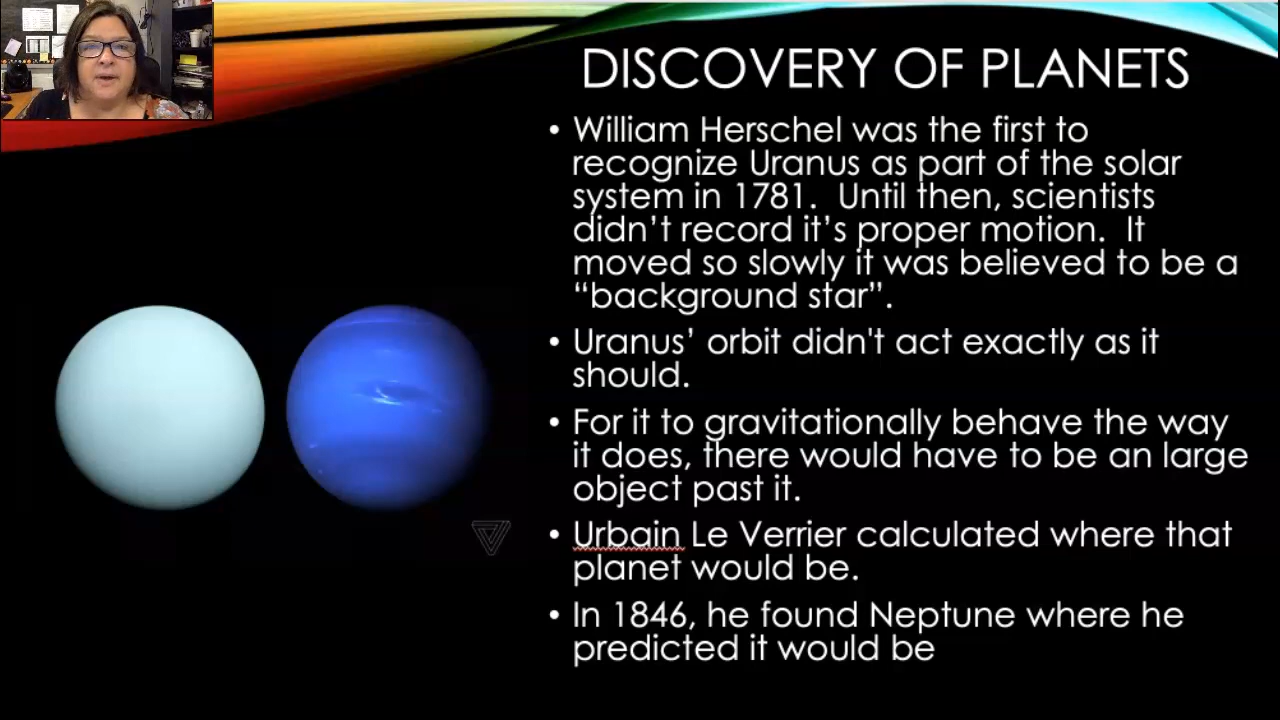 DISCOVERY OF PLANETS
• William Herschel was the first to
recognize Uranus as part of the solar
system in 1781.  Until then, scientists
didn’t record it’s proper motion.  It
moved so slowly it was believed to be a
“background star”.
• Uranus’ orbit didn't act exactly as it
should.
• For it to gravitationally behave the way
it does, there would have to be an large
object past it.
• Urbain Le Verrier calculated where that
planet would be.
• In 1846, he found Neptune where he
predicted it would be